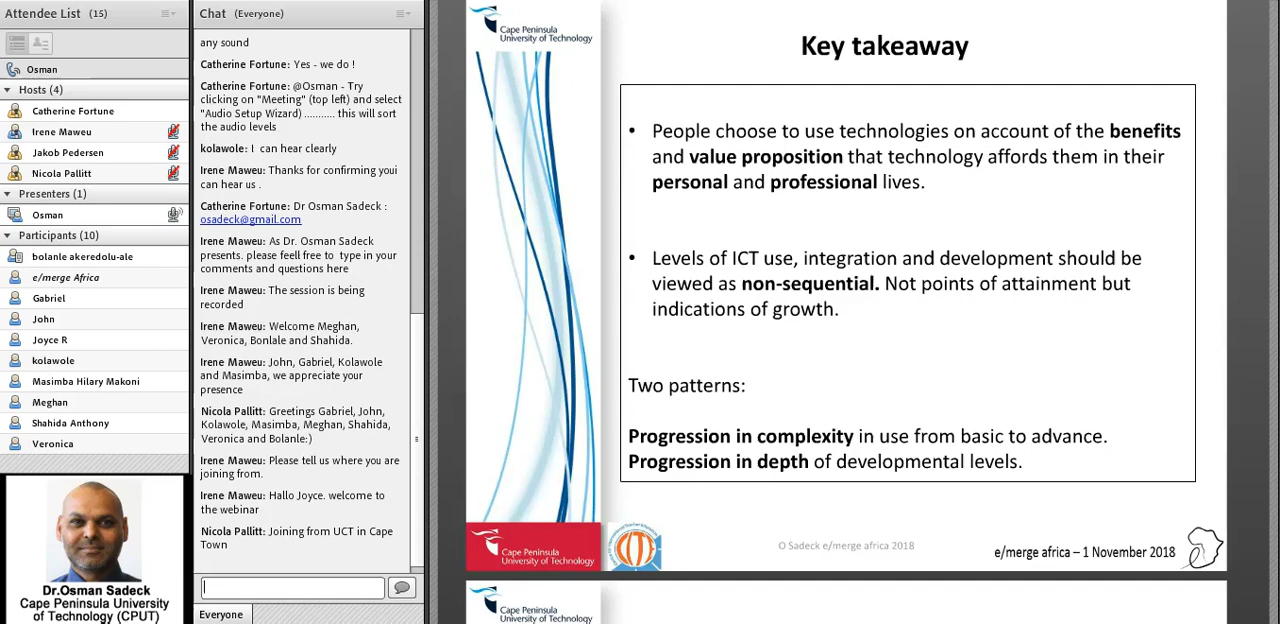 Attendee List (15)
Osman
Hosts (4)
Catherine Fortune
Irene Maweu
Jakob Pedersen
Nicola Pallitt
Presenters (1)
Osman
Participants (10)
bolanle akeredolu-ale
e/merge Africa
Gabriel
John
Joyce R
kolawole
Masimba Hilary Makoni
Meghan
Shahida Anthony
Veronica
Dr.Osman Sadeck
Cape Peninsula University
of Technology (CPUT)
Chat (Everyone)
any sound
Catherine Fortune: Yes - we do !
Catherine Fortune: @Osman - Try
clicking on "Meeting" (top left) and select
"Audio Setup Wizard) ........... this will sort
the audio levels
kolawole: I can hear clearly
Irene Maweu: Thanks for confirming youi
can hear us .
Catherine Fortune: Dr Osman Sadeck :
osadeck@gmail.com
Irene Maweu: As Dr. Osman Sadeck
presents. please feell free to type in your
comments and questions here
Irene Maweu: The session is being
recorded
Irene Maweu: Welcome Meghan,
Veronica, Bonlale and Shahida.
Irene Maweu: John, Gabriel, Kolawole
and Masimba, we appreciate your
presence
Nicola Pallitt: Greetings Gabriel, John,
Kolawole, Masimba, Meghan, Shahida,
Veronica and Bolanle:)
Irene Maweu: Please tell us where you are
joining from.
Irene Maweu: Hallo Joyce. welcome to
the webinar
Nicola Pallitt: Joining from UCT in Cape
Town
Everyone
Cape Peninsula
University of Technology
Key takeaway
• People choose to use technologies on account of the benefits
and value proposition that technology affords them in their
personal and professional lives.
• Levels of ICT use, integration and development should be
viewed as non-sequential. Not points of attainment but
indications of growth.
Two patterns:
Progression in complexity in use from basic to advance.
Progression in depth of developmental levels.
Cape Peninsula
University of Technology
O Sadeck e/merge africa 2018
e/merge africa – 1 November 2018
Cape Peninsula
University of Technology